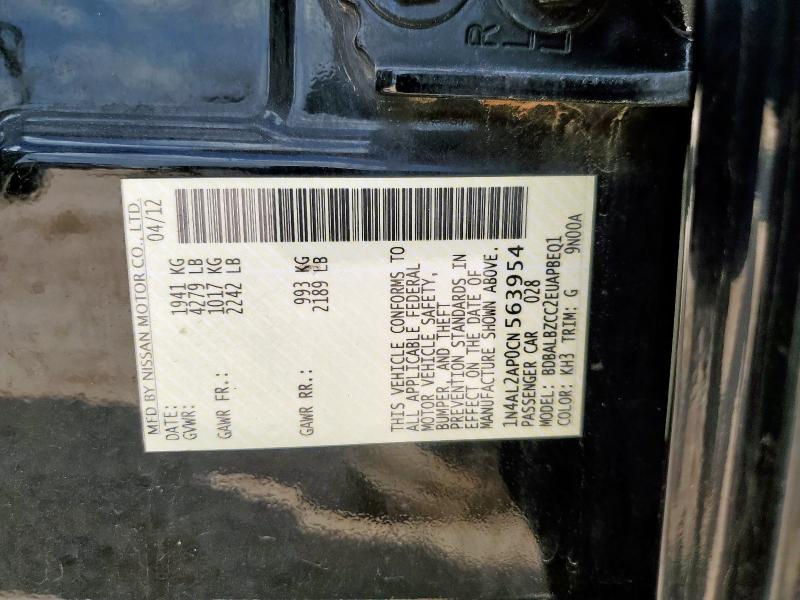 MFD BY NISSAN MOTOR CO., LTD.
DATE: 04/12
GVWR: 1941 KG
4279 LB
GAWR FR.: 1017 KG
2242 LB
GAWR RR.: 993 KG
2189 LB
THIS VEHICLE CONFORMS TO
ALL APPLICABLE FEDERAL
MOTOR VEHICLE SAFETY,
BUMPER, AND THEFT
PREVENTION STANDARDS IN
EFFECT ON THE DATE OF
MANUFACTURE SHOWN ABOVE.
1N4AL2AP0CN563954
PASSENGER CAR 028
MODEL: BDBALBZCC2EUAPBEQ1
COLOR: KH3 TRIM: G 9N00A
R
L L